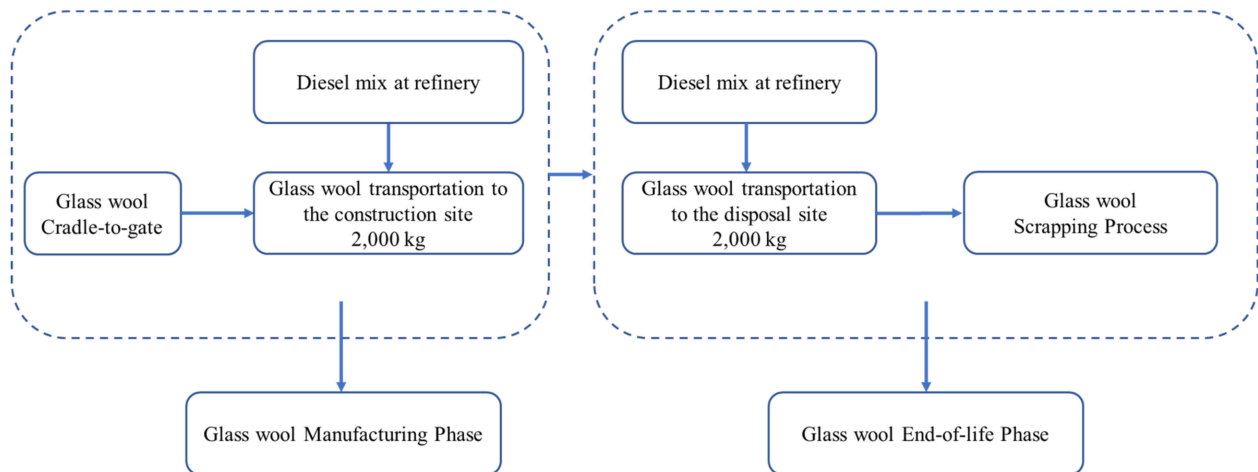 Diesel mix at refinery
Diesel mix at refinery
Glass wool
Cradle-to-gate
Glass wool transportation to
the construction site
2,000 kg
Glass wool transportation
to the disposal site
2,000 kg
Glass wool
Scrapping Process
Glass wool Manufacturing Phase
Glass wool End-of-life Phase